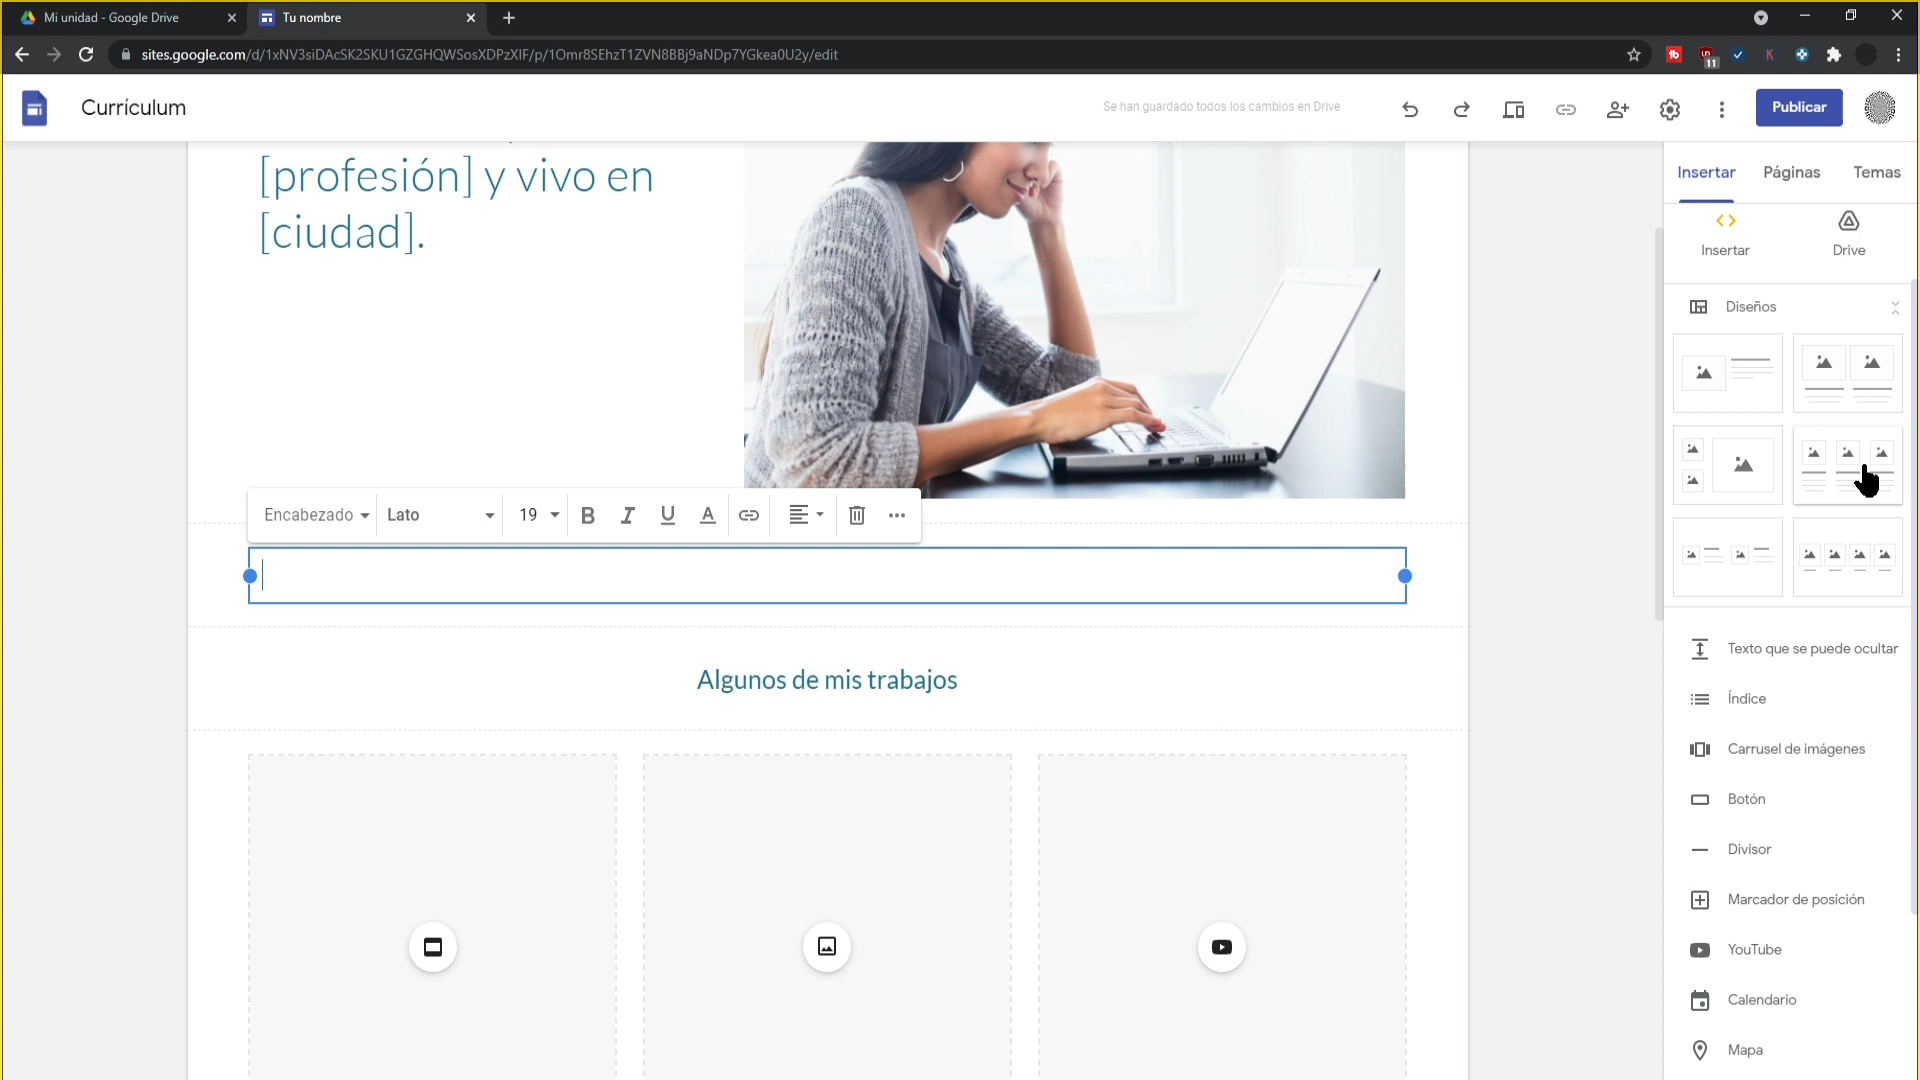 Mi unidad - Google Drive
Tu nombre
sites.google.com/d/1xNV3siDAcSK2SKU1GZGHQWSosXDPzXIF/p/1Omr8SEhzT1ZVN8BBj9aNDp7YGkea0U2y/edit
11
Currículum
Se han guardado todos los cambios en Drive
Publicar
[profesión] y vivo en
[ciudad].
Insertar
Páginas
Temas
Insertar
Drive
Diseños
Encabezado
Lato
19
B
I
U
A
Algunos de mis trabajos
Texto que se puede ocultar
Índice
Carrusel de imágenes
Botón
Divisor
Marcador de posición
YouTube
Calendario
Mapa